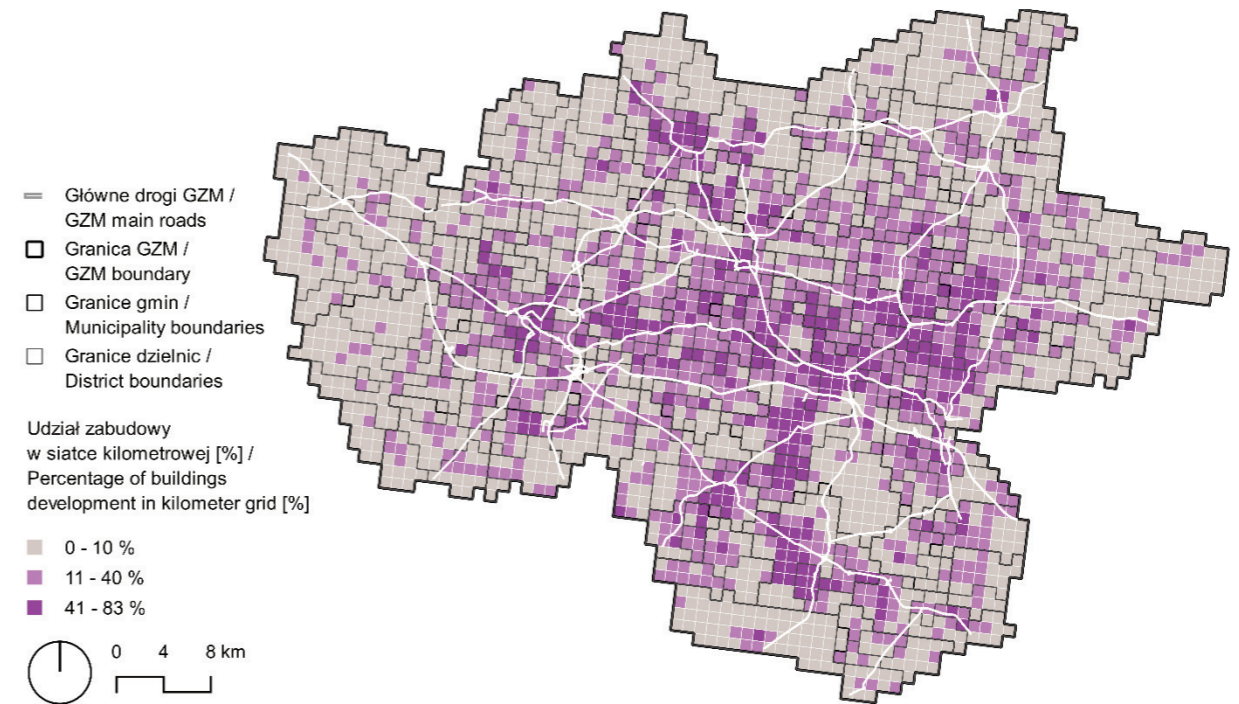 Główne drogi GZM /
GZM main roads
Granica GZM /
GZM boundary
Granice gmin /
Municipality boundaries
Granice dzielnic /
District boundaries
Udział zabudowy
w siatce kilometrowej [%] /
Percentage of buildings
development in kilometer grid [%]
0 - 10 %
11 - 40 %
41 - 83 %
0 4 8 km